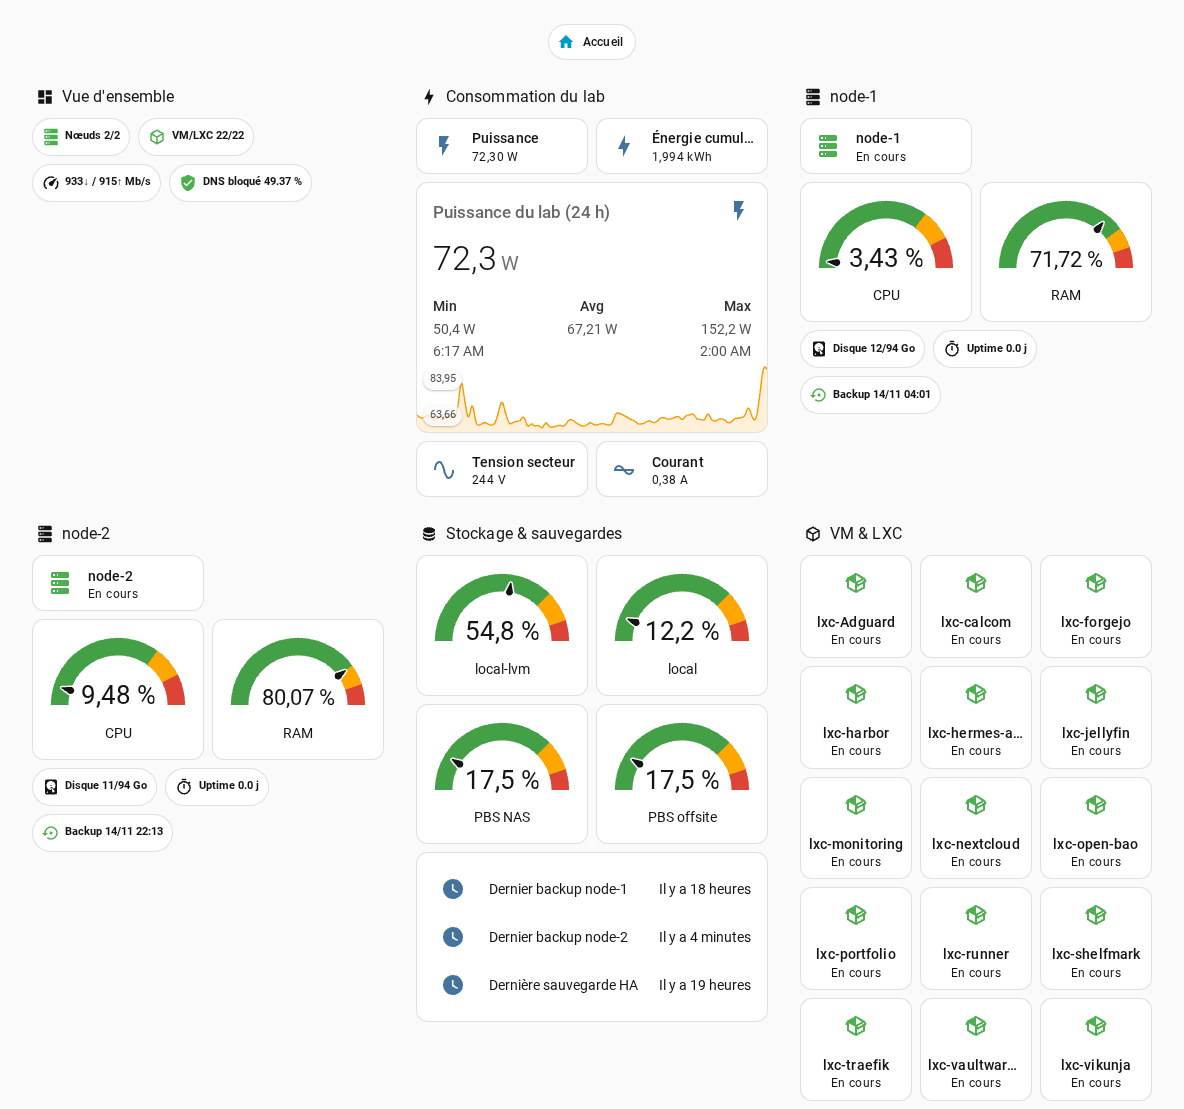 Accueil
Vue d'ensemble
Nœuds 2/2
VM/LXC 22/22
933↓ / 915↑ Mb/s
DNS bloqué 49.37 %
Consommation du lab
Puissance
72,30 W
Énergie cumul...
1,994 kWh
Puissance du lab (24 h)
72,3 W
Min Avg Max
50,4 W 67,21 W 152,2 W
6:17 AM 2:00 AM
83,95
63,66
Tension secteur
244 V
Courant
0,38 A
node-1
node-1
En cours
3,43 %
CPU
71,72 %
RAM
Disque 12/94 Go
Uptime 0.0 j
Backup 14/11 04:01
node-2
node-2
En cours
9,48 %
CPU
80,07 %
RAM
Disque 11/94 Go
Uptime 0.0 j
Backup 14/11 22:13
Stockage & sauvegardes
54,8 %
local-lvm
12,2 %
local
17,5 %
PBS NAS
17,5 %
PBS offsite
Dernier backup node-1 Il y a 18 heures
Dernier backup node-2 Il y a 4 minutes
Dernière sauvegarde HA Il y a 19 heures
VM & LXC
lxc-Adguard
En cours
lxc-calcom
En cours
lxc-forgejo
En cours
lxc-harbor
En cours
lxc-hermes-a...
En cours
lxc-jellyfin
En cours
lxc-monitoring
En cours
lxc-nextcloud
En cours
lxc-open-bao
En cours
lxc-portfolio
En cours
lxc-runner
En cours
lxc-shelfmark
En cours
lxc-traefik
En cours
lxc-vaultwar...
En cours
lxc-vikunja
En cours